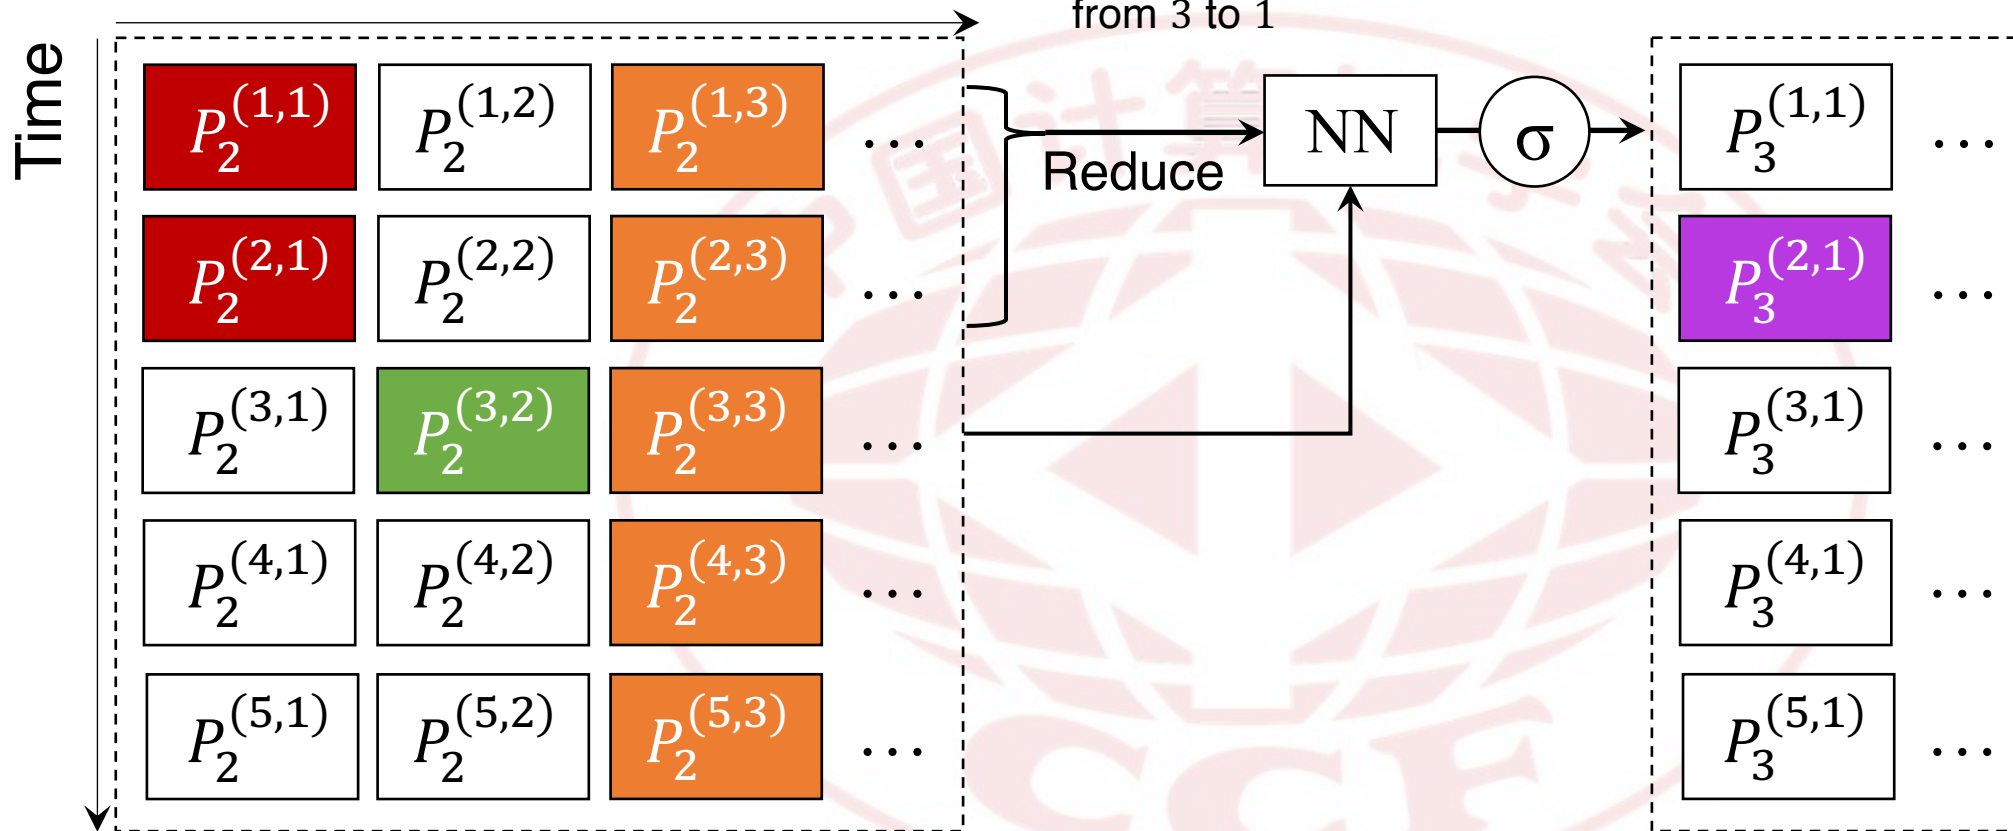 from 3 to 1
Time
P_2^{(1,1)} P_2^{(1,2)} P_2^{(1,3)} ...
Reduce
NN
σ
P_3^{(1,1)} ...
P_2^{(2,1)} P_2^{(2,2)} P_2^{(2,3)} ...
P_3^{(2,1)} ...
P_2^{(3,1)} P_2^{(3,2)} P_2^{(3,3)} ...
P_3^{(3,1)} ...
P_2^{(4,1)} P_2^{(4,2)} P_2^{(4,3)} ...
P_3^{(4,1)} ...
P_2^{(5,1)} P_2^{(5,2)} P_2^{(5,3)} ...
P_3^{(5,1)} ...
CCF